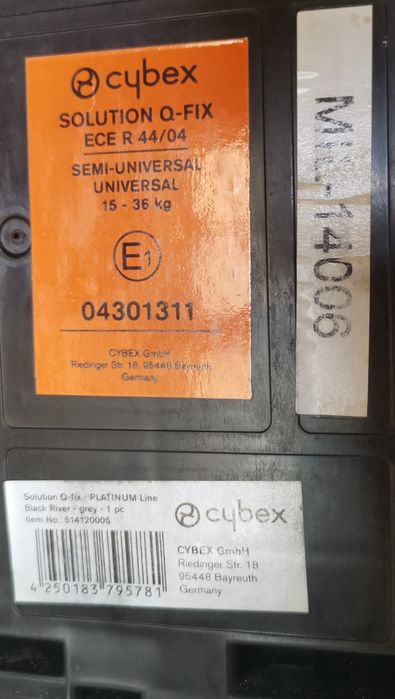 cybex
SOLUTION Q-FIX
ECE R 44/04
SEMI-UNIVERSAL
UNIVERSAL
15 - 36 kg
E1
04301311
CYBEX GmbH
Riedinger Str. 18, 95448 Bayreuth
Germany
MIL-14006
Solution Q-fix - PLATINUM Line
Black River - grey - 1 pc
Item No.: 514120005
4 250183 795781
cybex
CYBEX GmbH
Riedinger Str. 18
95448 Bayreuth
Germany